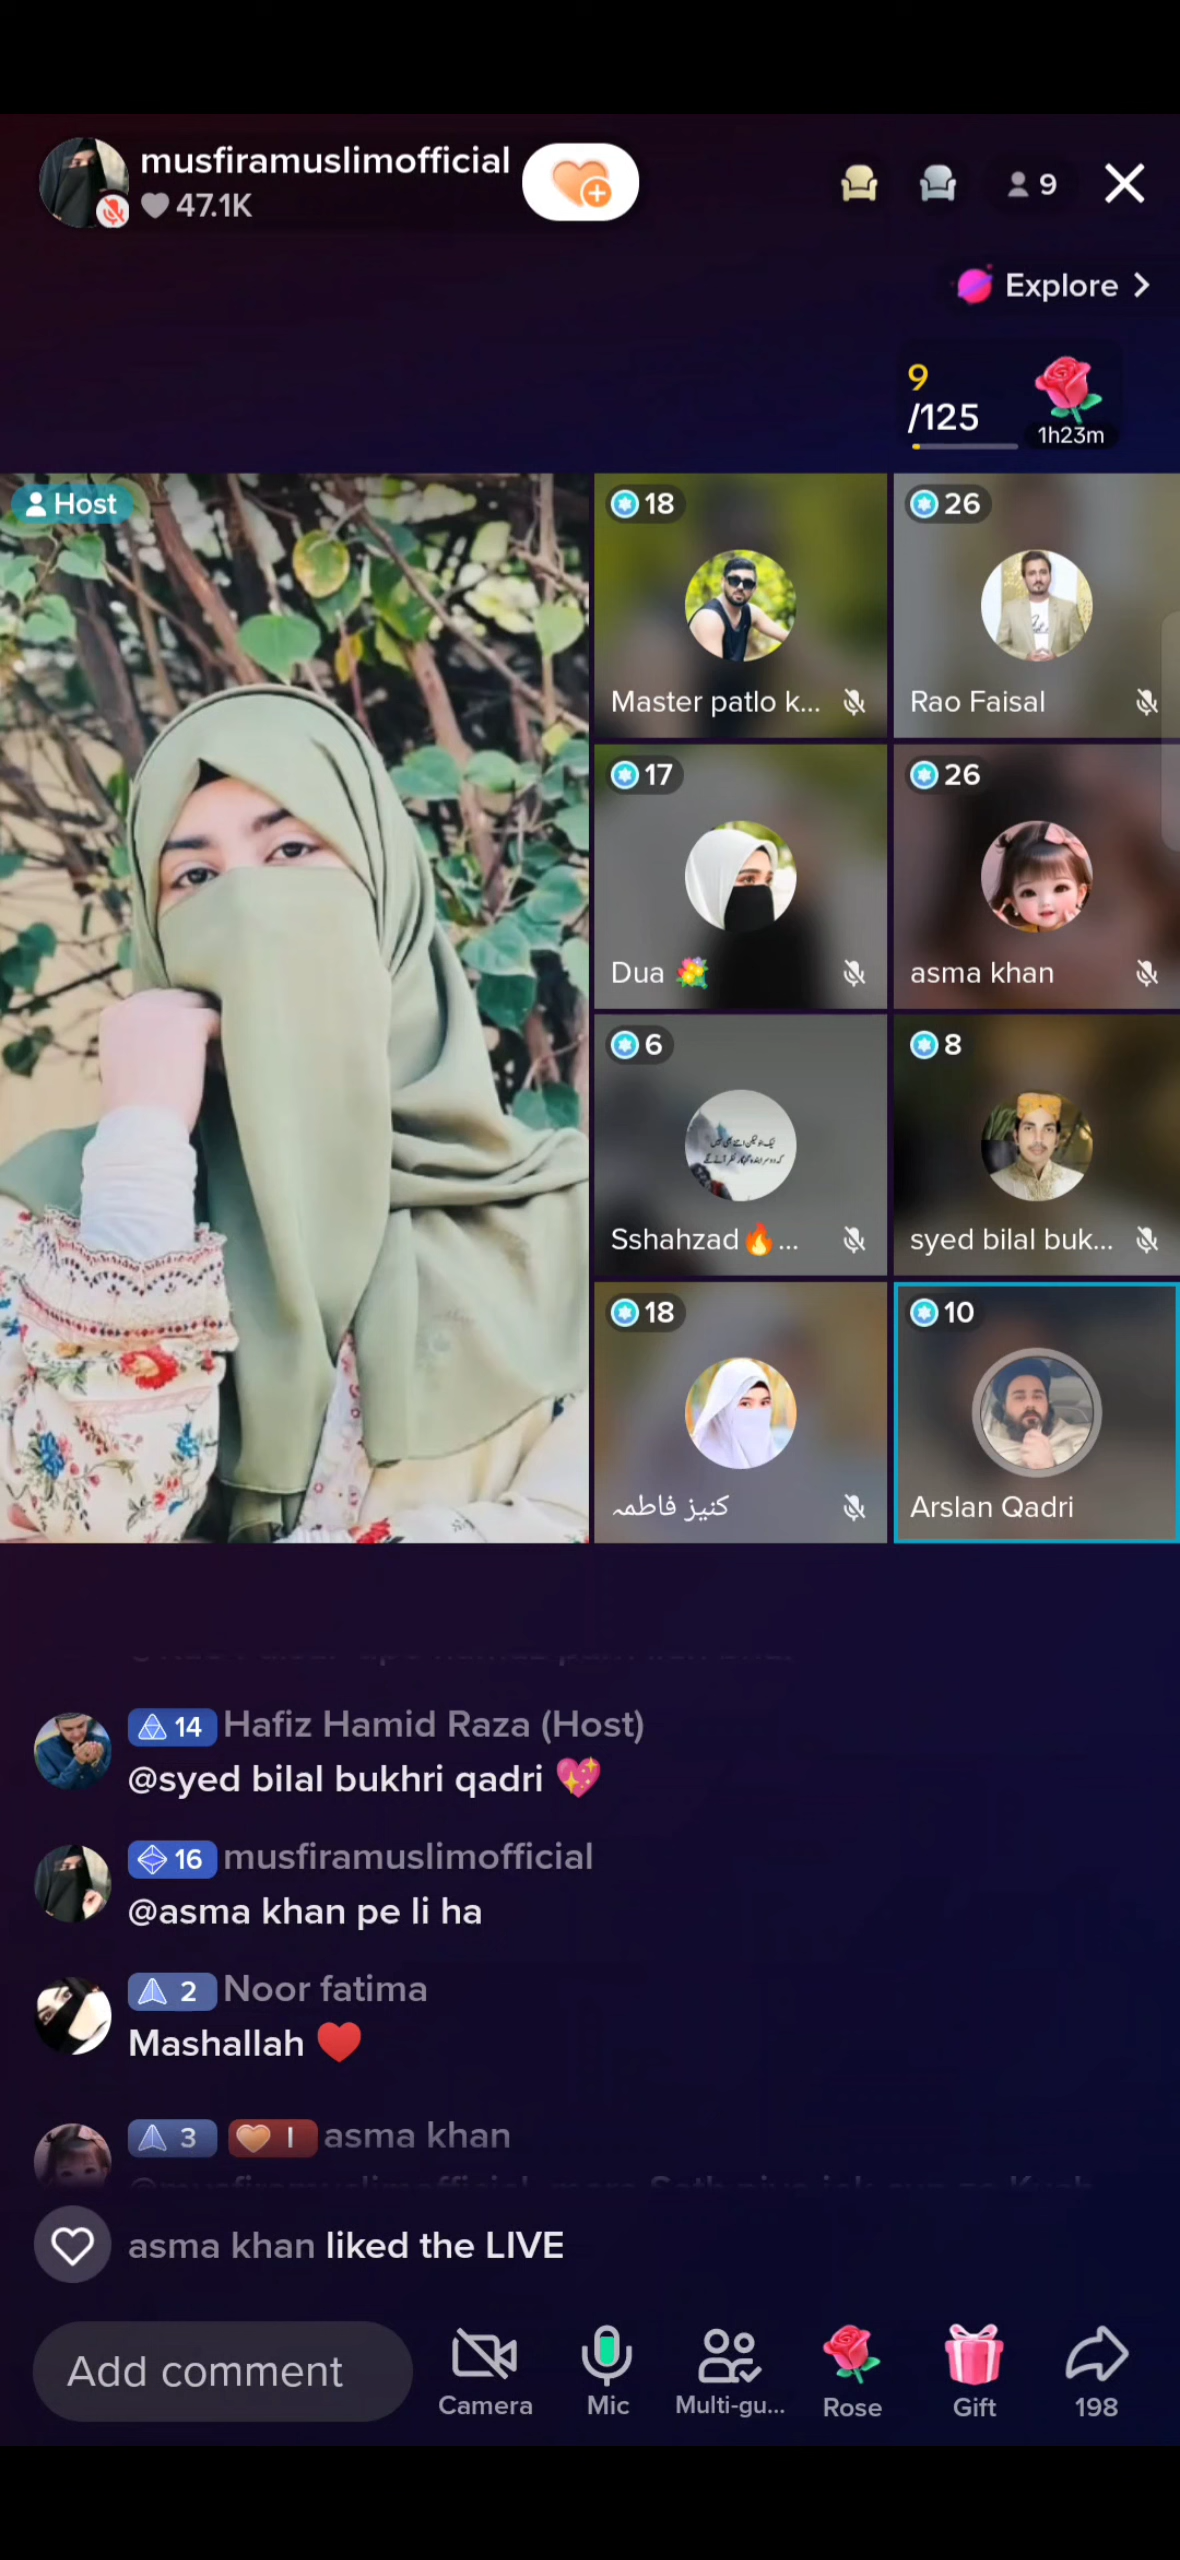 musfiramuslimofficial
47.1K
9
Explore
9
/125
1h23m
Host
18
Master patlo k...
26
Rao Faisal
17
Dua 💐
26
asma khan
6
Sshahzad🔥...
8
syed bilal buk...
18
کنیز فاطمہ
10
Arslan Qadri
14 Hafiz Hamid Raza (Host)
@syed bilal bukhri qadri 💖
16 musfiramuslimofficial
@asma khan pe li ha
2 Noor fatima
Mashallah ❤️
3 I asma khan
asma khan liked the LIVE
Add comment
Camera
Mic
Multi-gu...
Rose
Gift
198